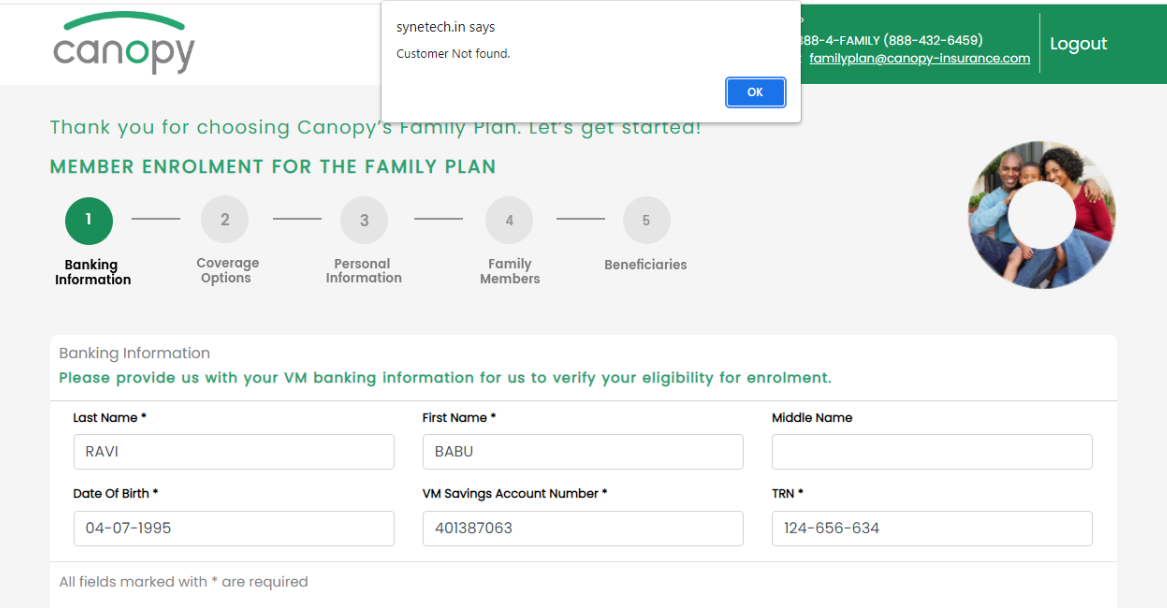 canopy
synetech.in says
Customer Not found.
OK
888-4-FAMILY (888-432-6459)
familyplan@canopy-insurance.com
Logout
Thank you for choosing Canopy's Family Plan. Let's get started!
MEMBER ENROLMENT FOR THE FAMILY PLAN
1
2
3
4
5
Banking
Information
Coverage
Options
Personal
Information
Family
Members
Beneficiaries
Banking Information
Please provide us with your VM banking information for us to verify your eligibility for enrolment.
Last Name *
First Name *
Middle Name
RAVI
BABU
Date Of Birth *
VM Savings Account Number *
TRN *
04-07-1995
401387063
124-656-634
All fields marked with * are required